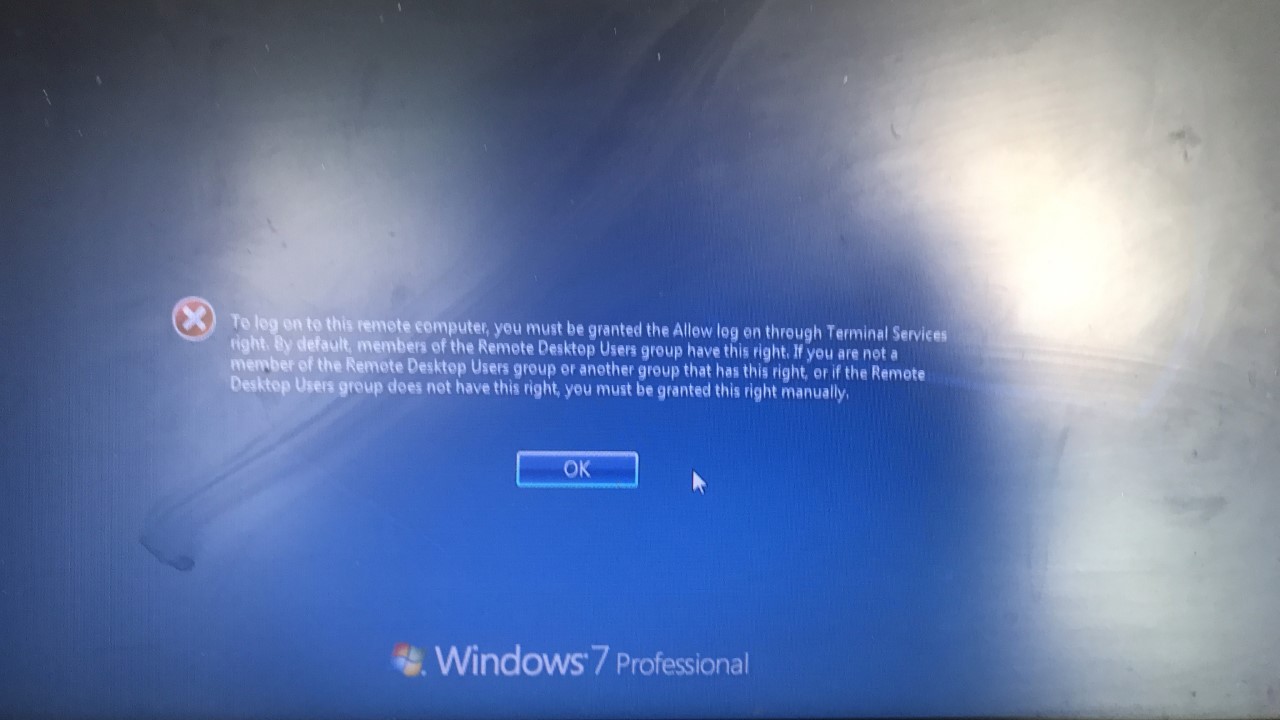 To log on to this remote computer, you must be granted the Allow log on through Terminal Services
right. By default, members of the Remote Desktop Users group have this right. If you are not a
member of the Remote Desktop Users group or another group that has this right, or if the Remote
Desktop Users group does not have this right, you must be granted this right manually.
OK
Windows 7 Professional